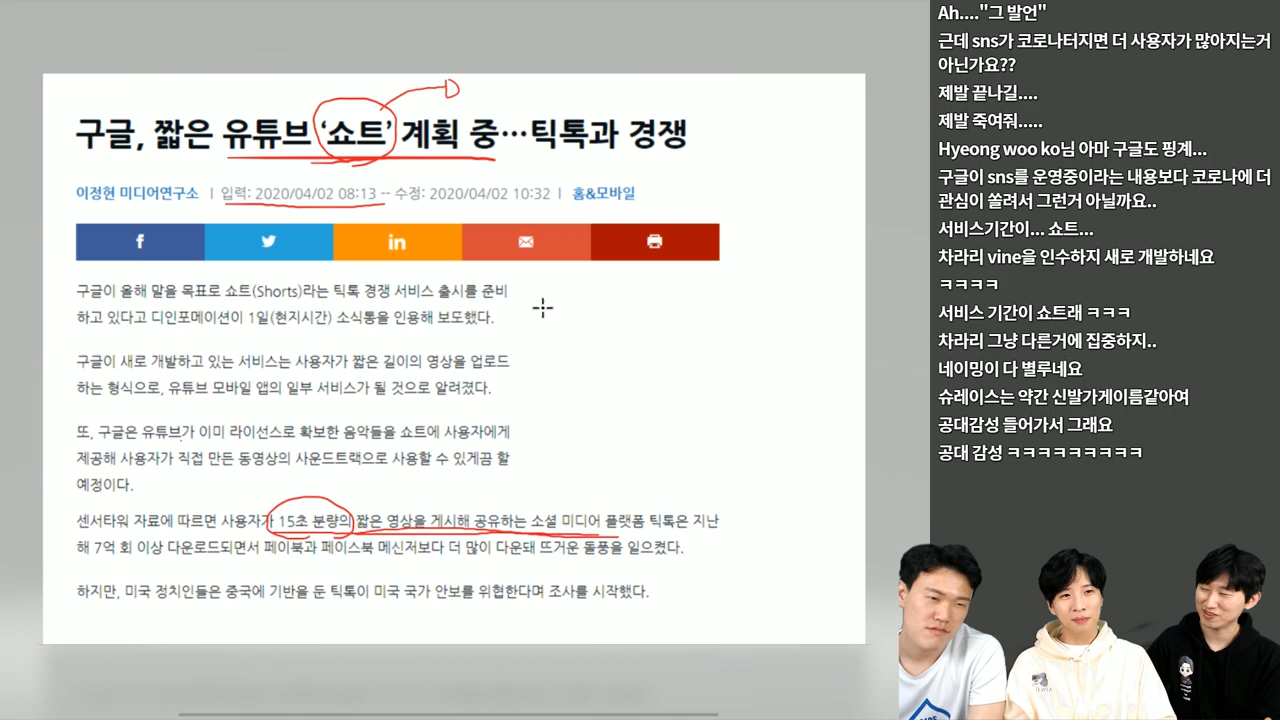 구글, 짧은 유튜브 ‘쇼트’ 계획 중…틱톡과 경쟁
이정현 미디어연구소 | 입력: 2020/04/02 08:13 -- 수정: 2020/04/02 10:32 | 홈&모바일
구글이 올해 말을 목표로 쇼트(Shorts)라는 틱톡 경쟁 서비스 출시를 준비
하고 있다고 디인포메이션이 1일(현지시간) 소식통을 인용해 보도했다.
구글이 새로 개발하고 있는 서비스는 사용자가 짧은 길이의 영상을 업로드
하는 형식으로, 유튜브 모바일 앱의 일부 서비스가 될 것으로 알려졌다.
또, 구글은 유튜브가 이미 라이선스로 확보한 음악들을 쇼트에 사용자에게
제공해 사용자가 직접 만든 동영상의 사운드트랙으로 사용할 수 있게끔 할
예정이다.
센서타워 자료에 따르면 사용자가 15초 분량의 짧은 영상을 게시해 공유하는 소셜 미디어 플랫폼 틱톡은 지난
해 7억 회 이상 다운로드되면서 페이북과 페이스북 메신저보다 더 많이 다운돼 뜨거운 돌풍을 일으켰다.
하지만, 미국 정치인들은 중국에 기반을 둔 틱톡이 미국 국가 안보를 위협한다며 조사를 시작했다.
Ah...."그 발언"
근데 sns가 코로나터지면 더 사용자가 많아지는거
아닌가요??
제발 끝나길....
제발 죽여줘.....
Hyeong woo ko님 아마 구글도 핑계...
구글이 sns를 운영중이라는 내용보다 코로나에 더
관심이 쏠려서 그런거 아닐까요..
서비스기간이... 쇼트...
차라리 vine을 인수하지 새로 개발하네요
ㅋㅋㅋㅋ
서비스 기간이 쇼트래 ㅋㅋㅋ
차라리 그냥 다른거에 집중하지..
네이밍이 다 별루네요
슈레이스는 약간 신발가게이름같아여
공대감성 들어가서 그래요
공대 감성 ㅋㅋㅋㅋㅋㅋㅋㅋㅋ